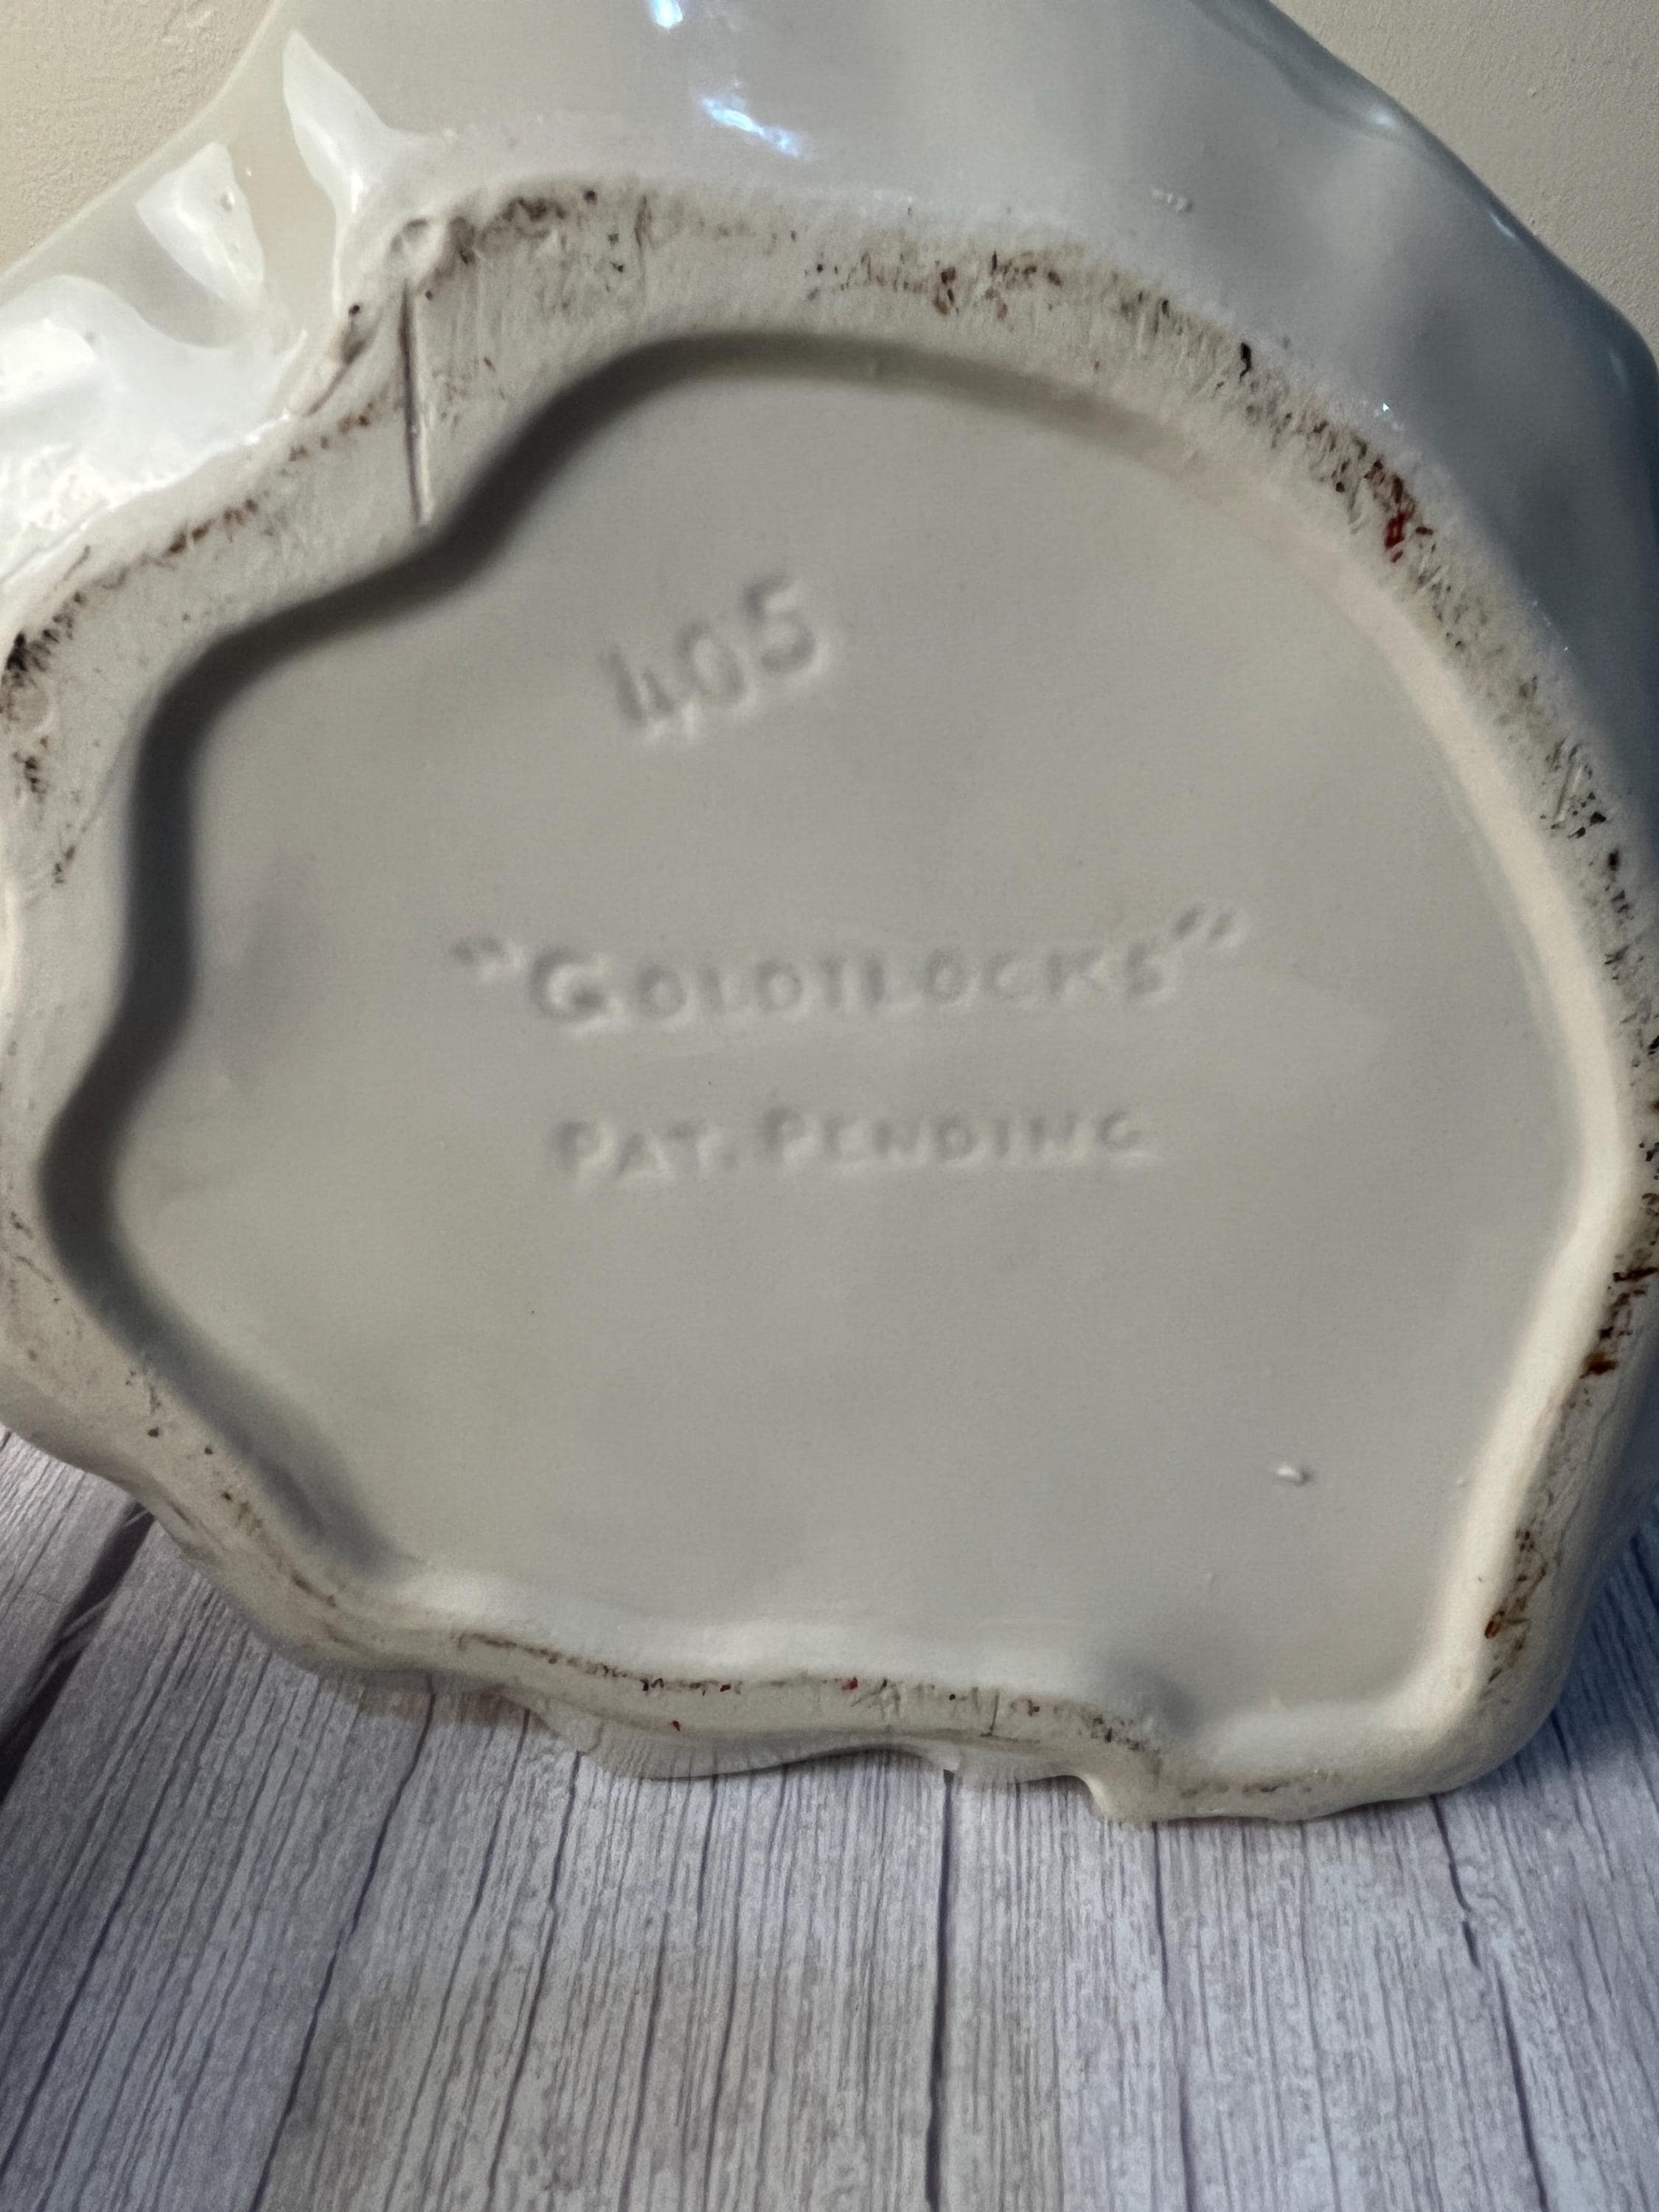 405
"GOLDILOCKS"
PAT. PENDING